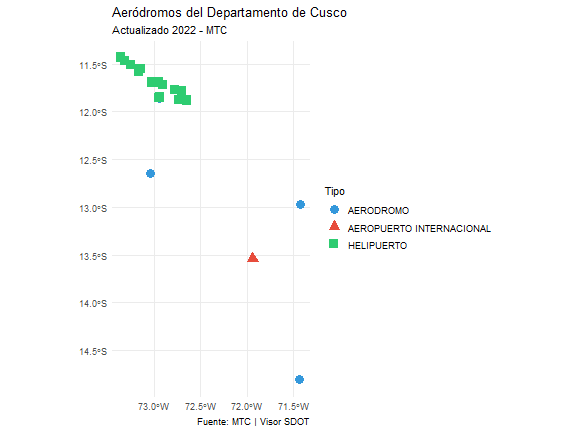 Aeródromos del Departamento de Cusco
Actualizado 2022 - MTC
11.5°S
12.0°S
12.5°S
13.0°S
13.5°S
14.0°S
14.5°S
73.0°W 72.5°W 72.0°W 71.5°W
Tipo
AERODROMO
AEROPUERTO INTERNACIONAL
HELIPUERTO
Fuente: MTC | Visor SDOT